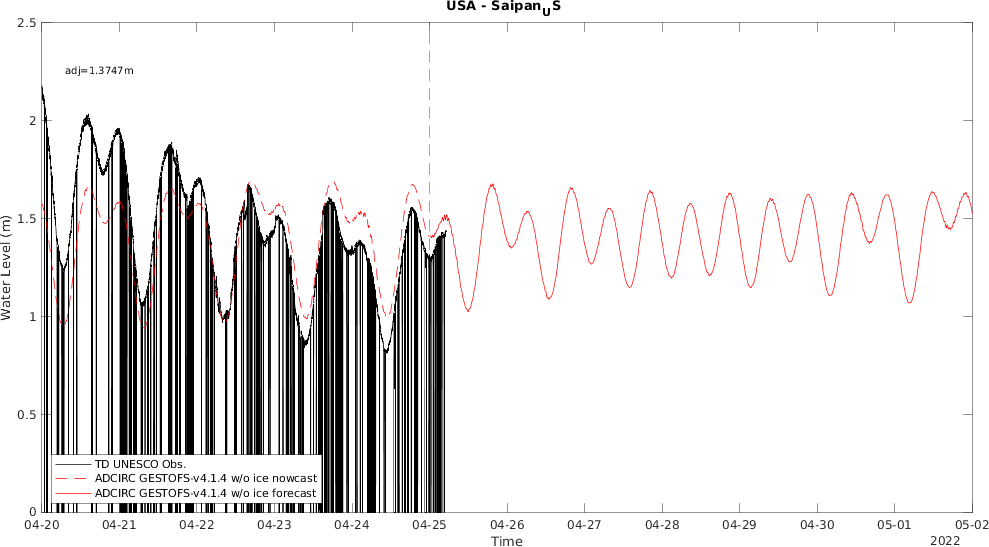 USA - SaipanUS
adj=1.3747m
2.5
2
1.5
1
0.5
0
Water Level (m)
TD UNESCO Obs.
ADCIRC GESTOFS-v4.1.4 w/o ice nowcast
ADCIRC GESTOFS-v4.1.4 w/o ice forecast
04-20 04-21 04-22 04-23 04-24 04-25 04-26 04-27 04-28 04-29 04-30 05-01 05-02
Time
2022